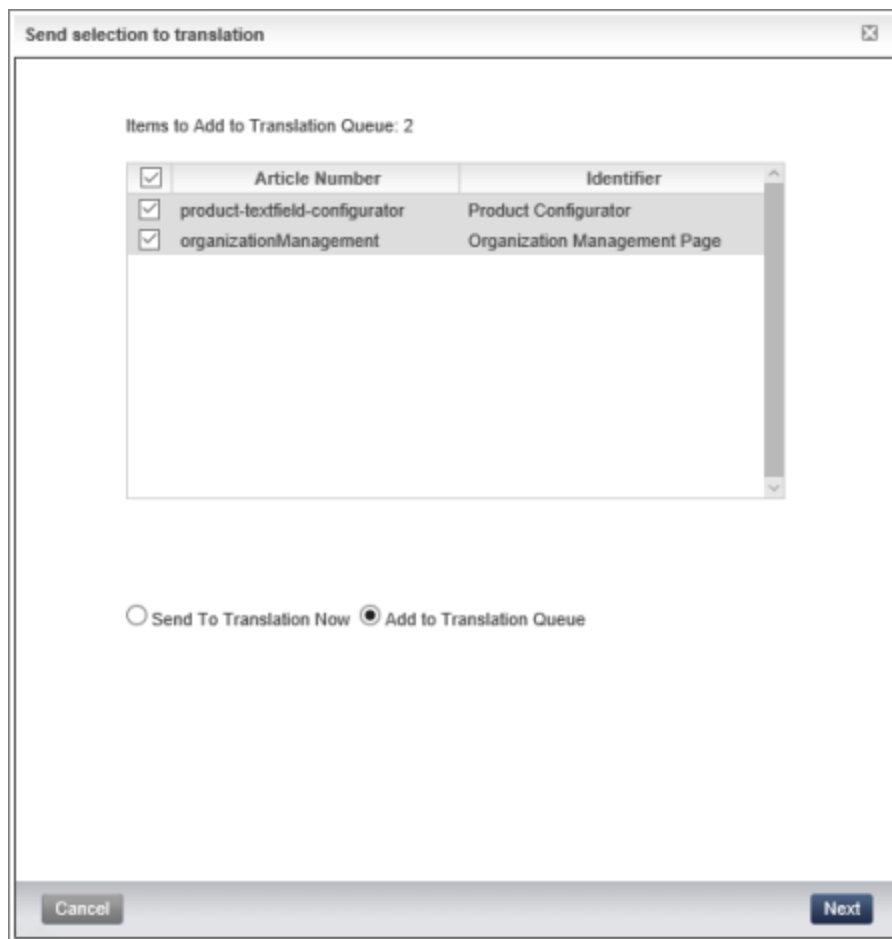 Send selection to translation
Items to Add to Translation Queue: 2
Article Number Identifier
product-textfield-configurator Product Configurator
organizationManagement Organization Management Page
Send To Translation Now Add to Translation Queue
Cancel Next